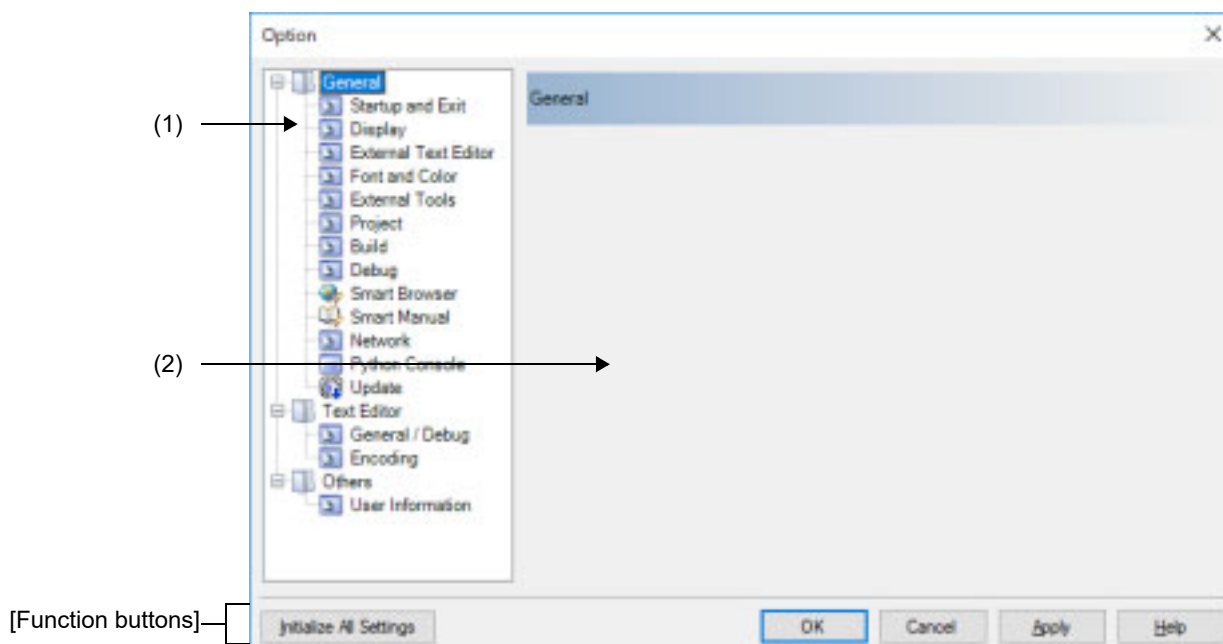 Option
General
General
Startup and Exit
(1)
Display
External Text Editor
Font and Color
External Tools
Project
Build
Debug
Smart Browser
Smart Manual
Network
(2)
Python Console
Update
Text Editor
General / Debug
Encoding
Others
User Information
[Function buttons]
Initialize All Settings
OK
Cancel
Apply
Help